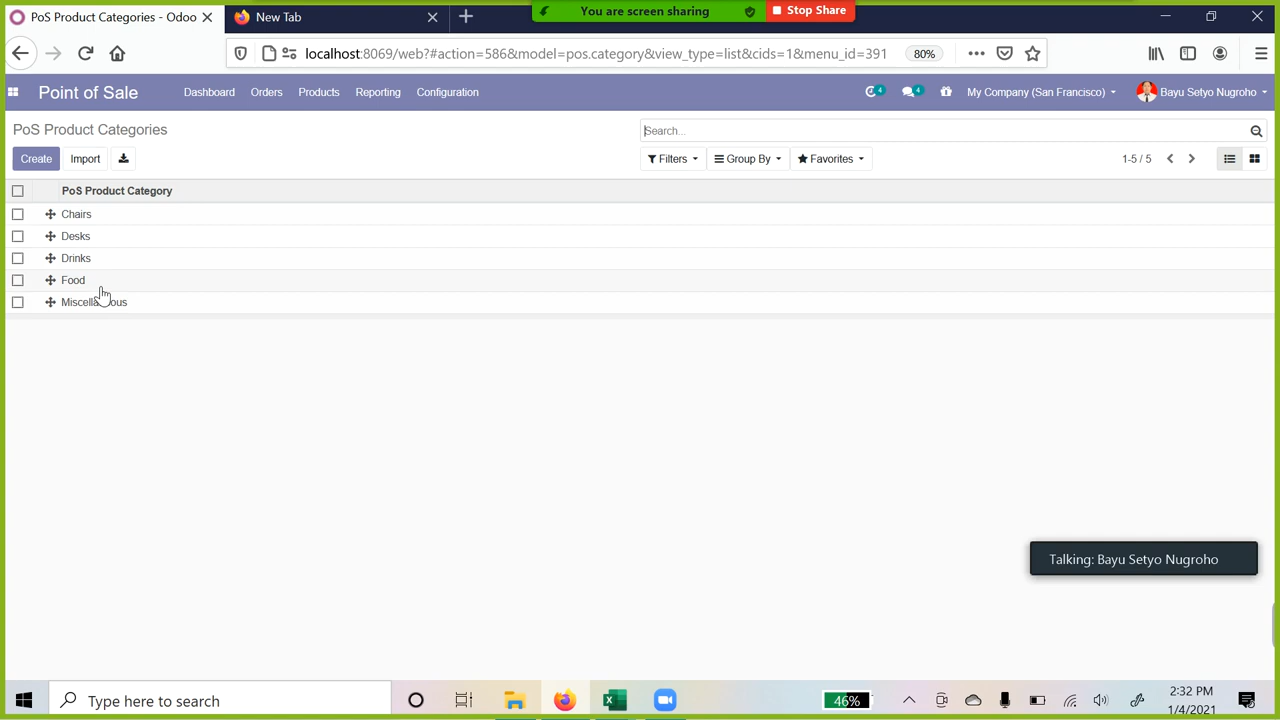 PoS Product Categories - Odoo
New Tab
You are screen sharing
Stop Share
localhost:8069/web?#action=586&model=pos.category&view_type=list&cids=1&menu_id=391
80%
Point of Sale
Dashboard
Orders
Products
Reporting
Configuration
4
4
My Company (San Francisco)
Bayu Setyo Nugroho
PoS Product Categories
Search...
Create
Import
Filters
Group By
Favorites
1-5 / 5
PoS Product Category
Chairs
Desks
Drinks
Food
Miscellaneous
Talking: Bayu Setyo Nugroho
Type here to search
46%
2:32 PM
1/4/2021